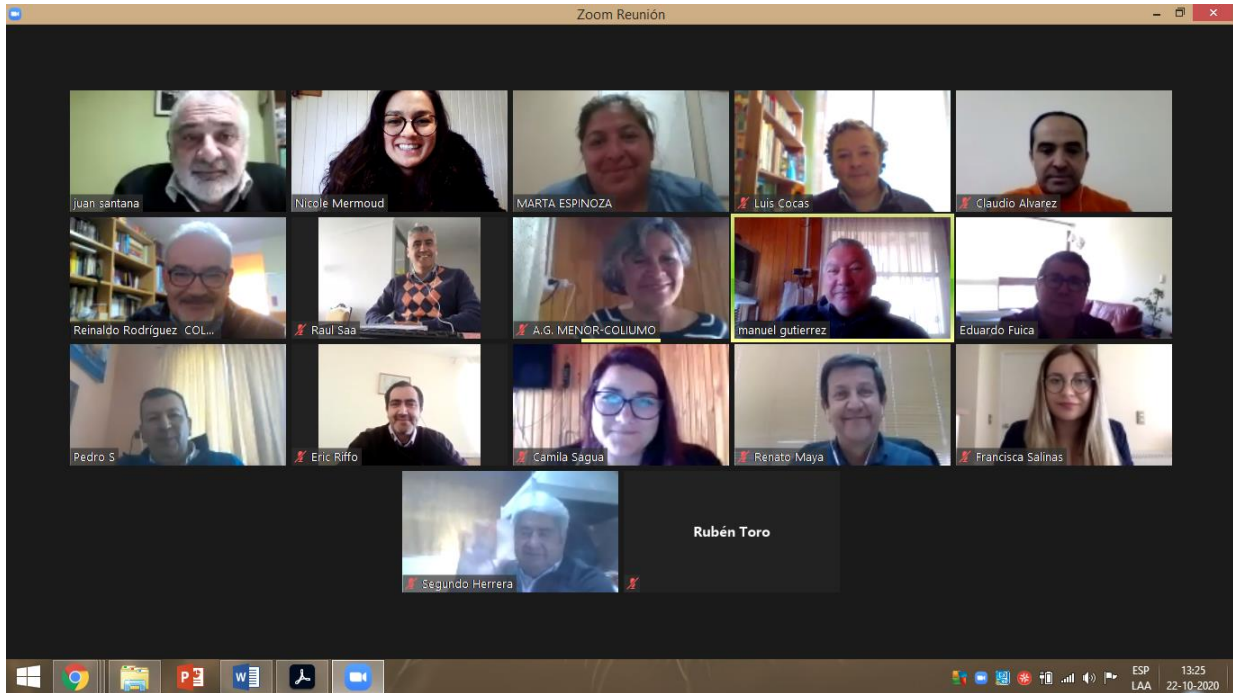 Zoom Reunión
juan santana
Nicole Mermoud
MARTA ESPINOZA
Luis Cocas
Claudio Alvarez
Reinaldo Rodríguez COL...
Raul Saa
A.G. MENOR-COLIUMO
manuel gutierrez
Eduardo Fuica
Pedro S
Eric Riffo
Camila Sagua
Renato Maya
Francisca Salinas
Segundo Herrera
Rubén Toro
ESP
LAA
13:25
22-10-2020